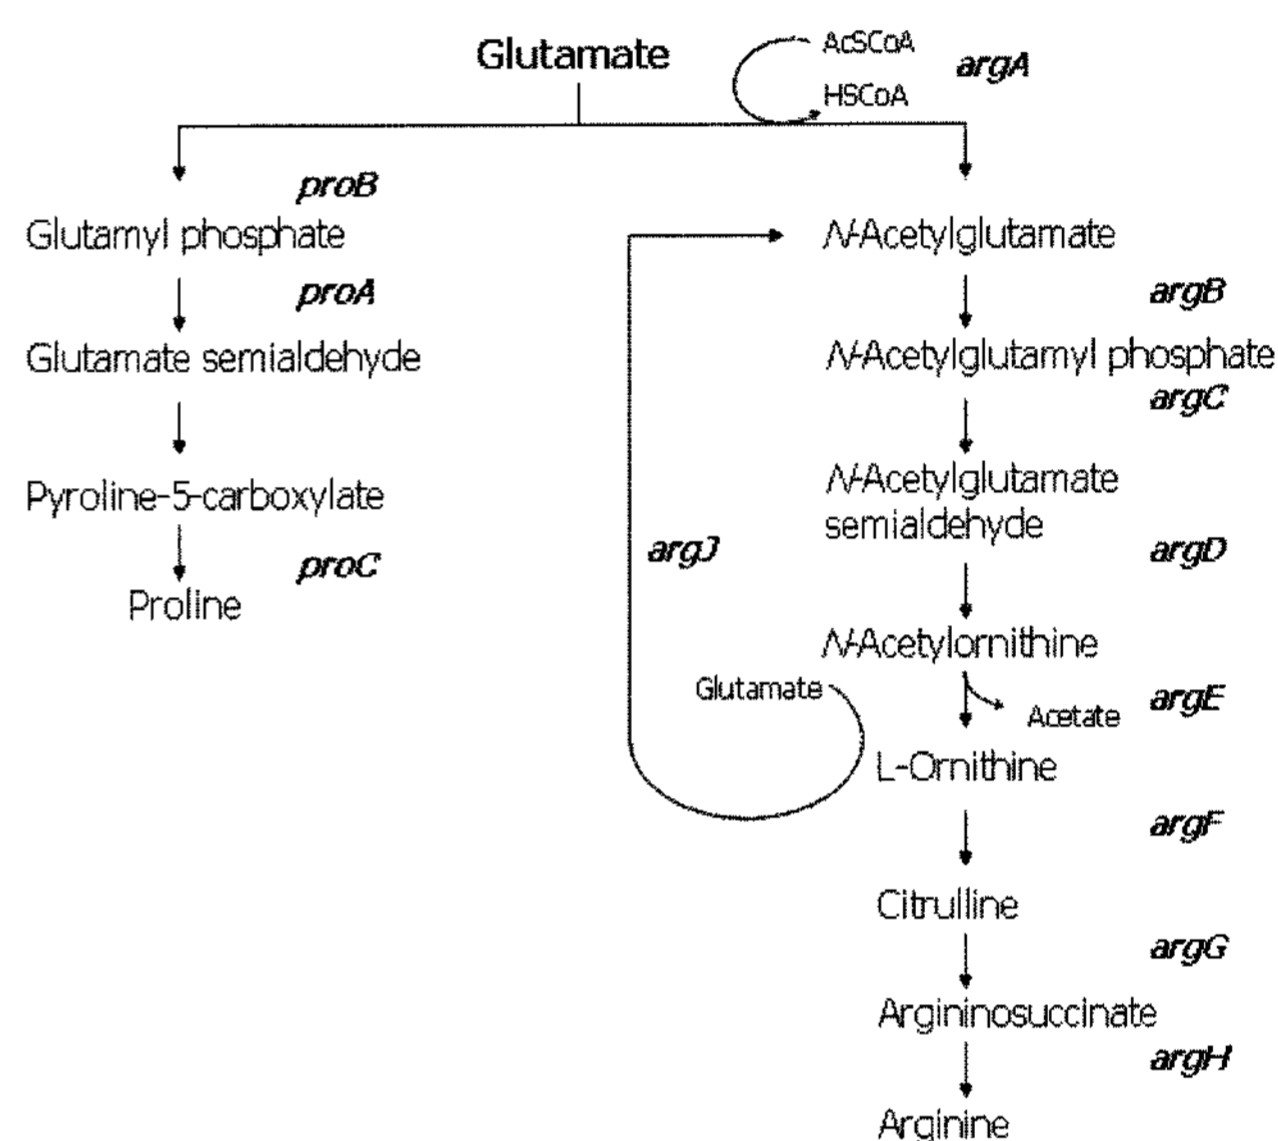 Glutamate
AcSCoA
argA
HSCoA
proB
Glutamyl phosphate
proA
Glutamate semialdehyde
Pyroline-5-carboxylate
proC
Proline
N-Acetylglutamate
argB
N-Acetylglutamyl phosphate
argC
N-Acetylglutamate
semialdehyde
argJ
argD
N-Acetylornithine
Glutamate
argE
Acetate
L-Ornithine
argF
Citrulline
argG
Argininosuccinate
argH
Arginine